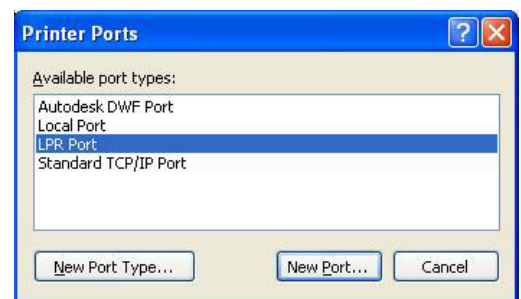 Printer Ports
Available port types:
Autodesk DWF Port
Local Port
LPR Port
Standard TCP/IP Port
New Port Type... New Port... Cancel